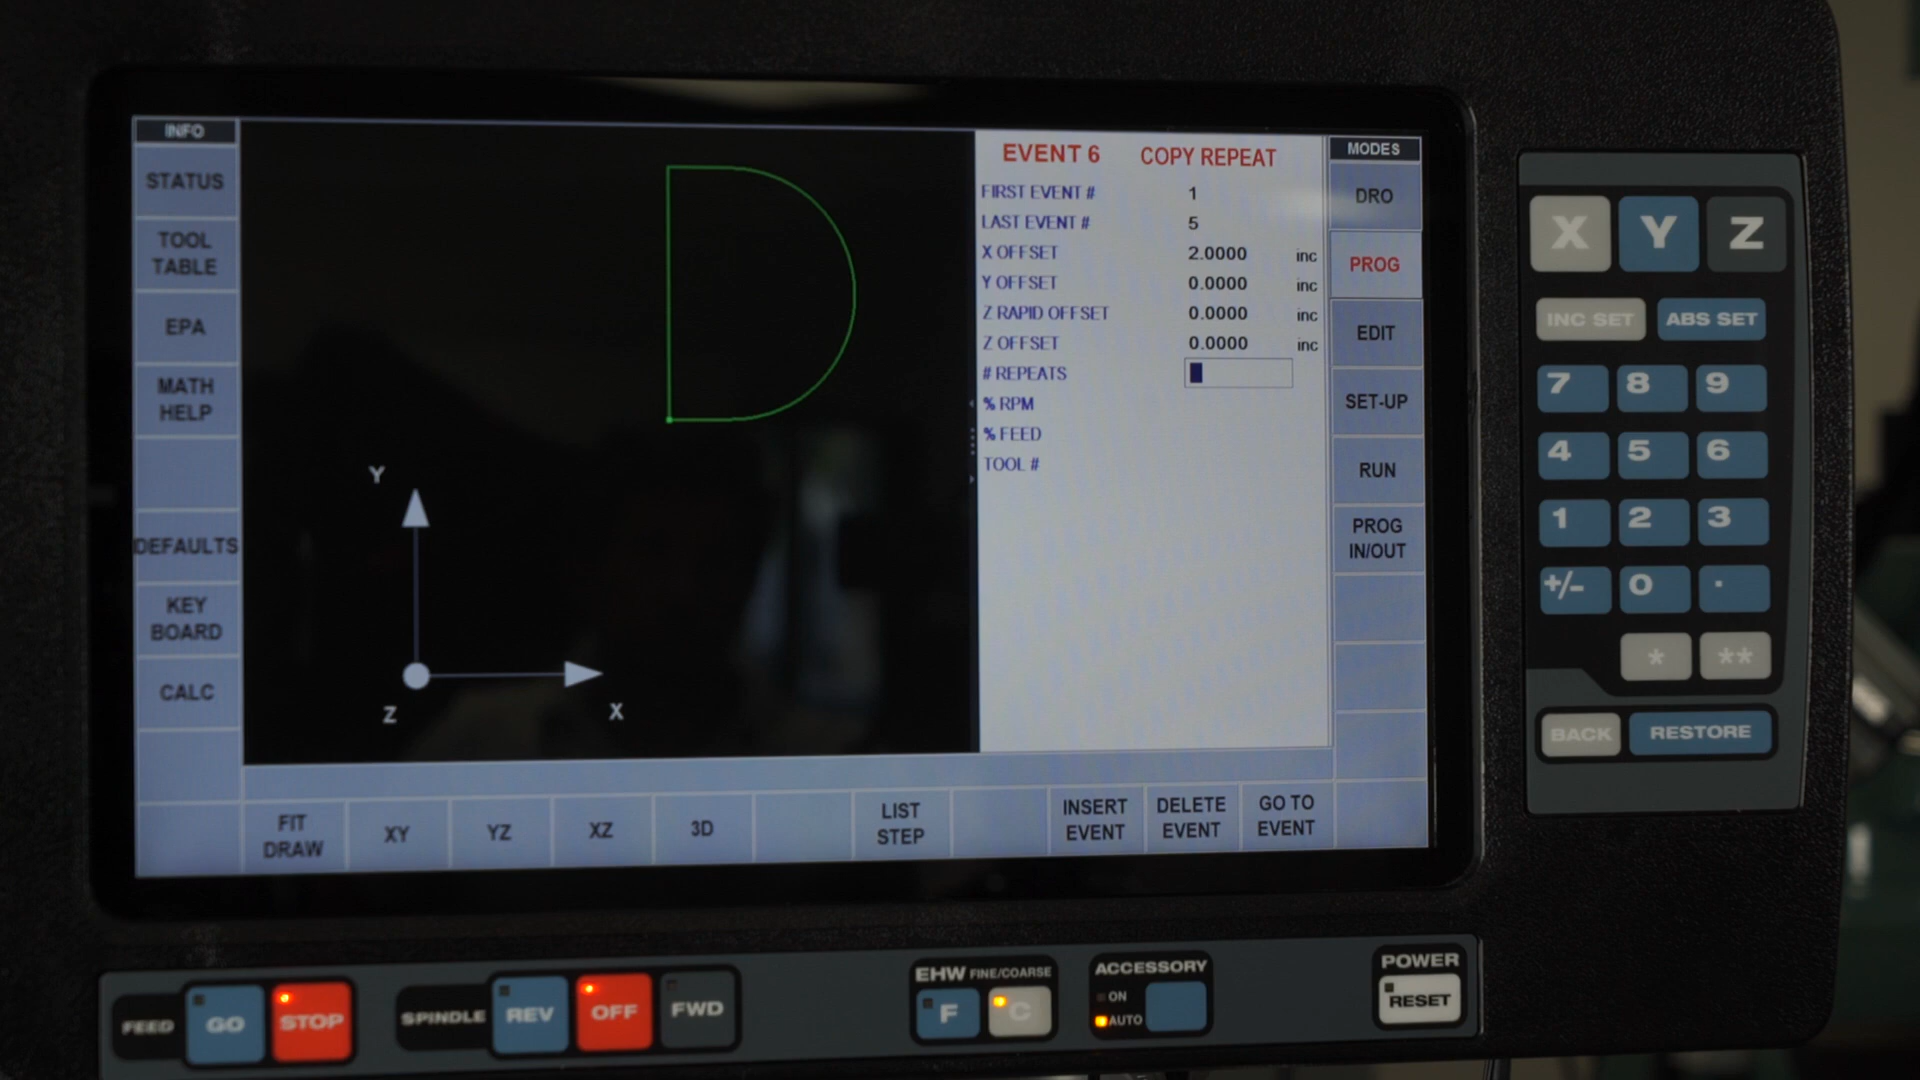 INFO
STATUS
TOOL
TABLE
EPA
MATH
HELP
DEFAULTS
KEY
BOARD
CALC
Y
Z
X
EVENT 6 COPY REPEAT
FIRST EVENT # 1
LAST EVENT # 5
X OFFSET 2.0000 inc
Y OFFSET 0.0000 inc
Z RAPID OFFSET 0.0000 inc
Z OFFSET 0.0000 inc
# REPEATS
% RPM
% FEED
TOOL #
MODES
DRO
PROG
EDIT
SET-UP
RUN
PROG
IN/OUT
FIT
DRAW
XY
YZ
XZ
3D
LIST
STEP
INSERT
EVENT
DELETE
EVENT
GO TO
EVENT
X Y Z
INC SET ABS SET
7 8 9
4 5 6
1 2 3
+/- 0 .
* **
BACK RESTORE
FEED GO STOP
SPINDLE REV OFF FWD
EHW FINE/COARSE
F C
ACCESSORY
ON
AUTO
POWER
RESET